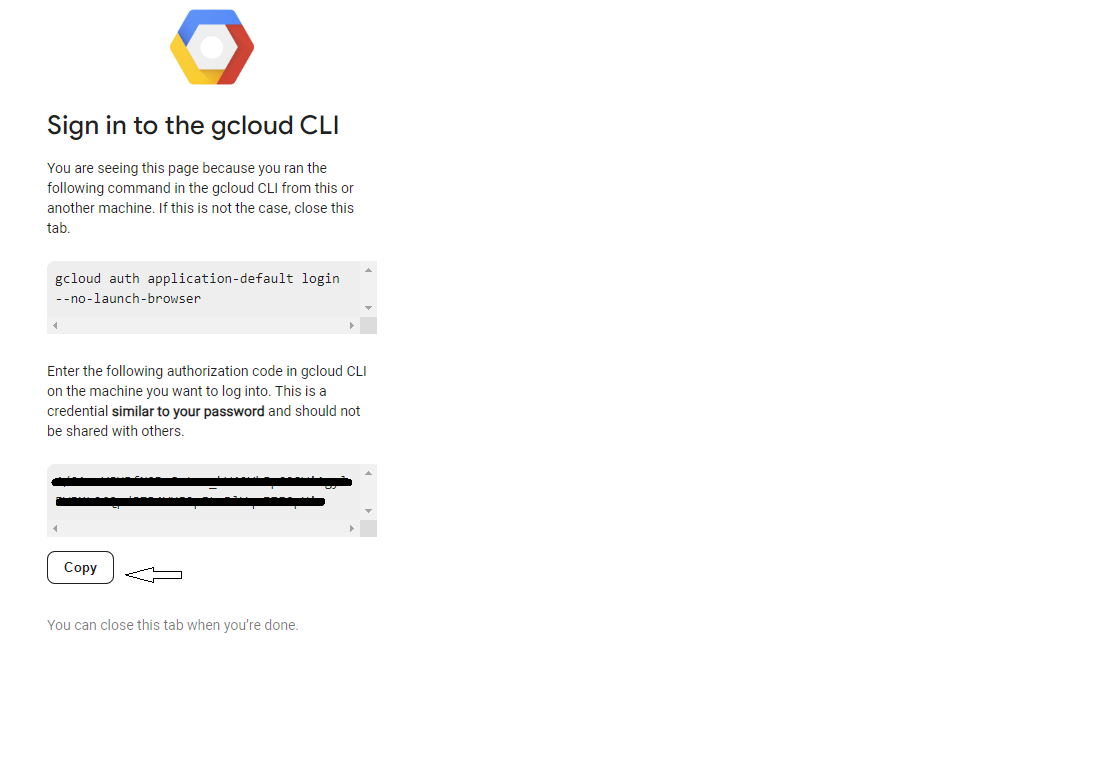 Sign in to the gcloud CLI
You are seeing this page because you ran the
following command in the gcloud CLI from this or
another machine. If this is not the case, close this
tab.
gcloud auth application-default login
--no-launch-browser
Enter the following authorization code in gcloud CLI
on the machine you want to log into. This is a
credential similar to your password and should not
be shared with others.
Copy
You can close this tab when you're done.